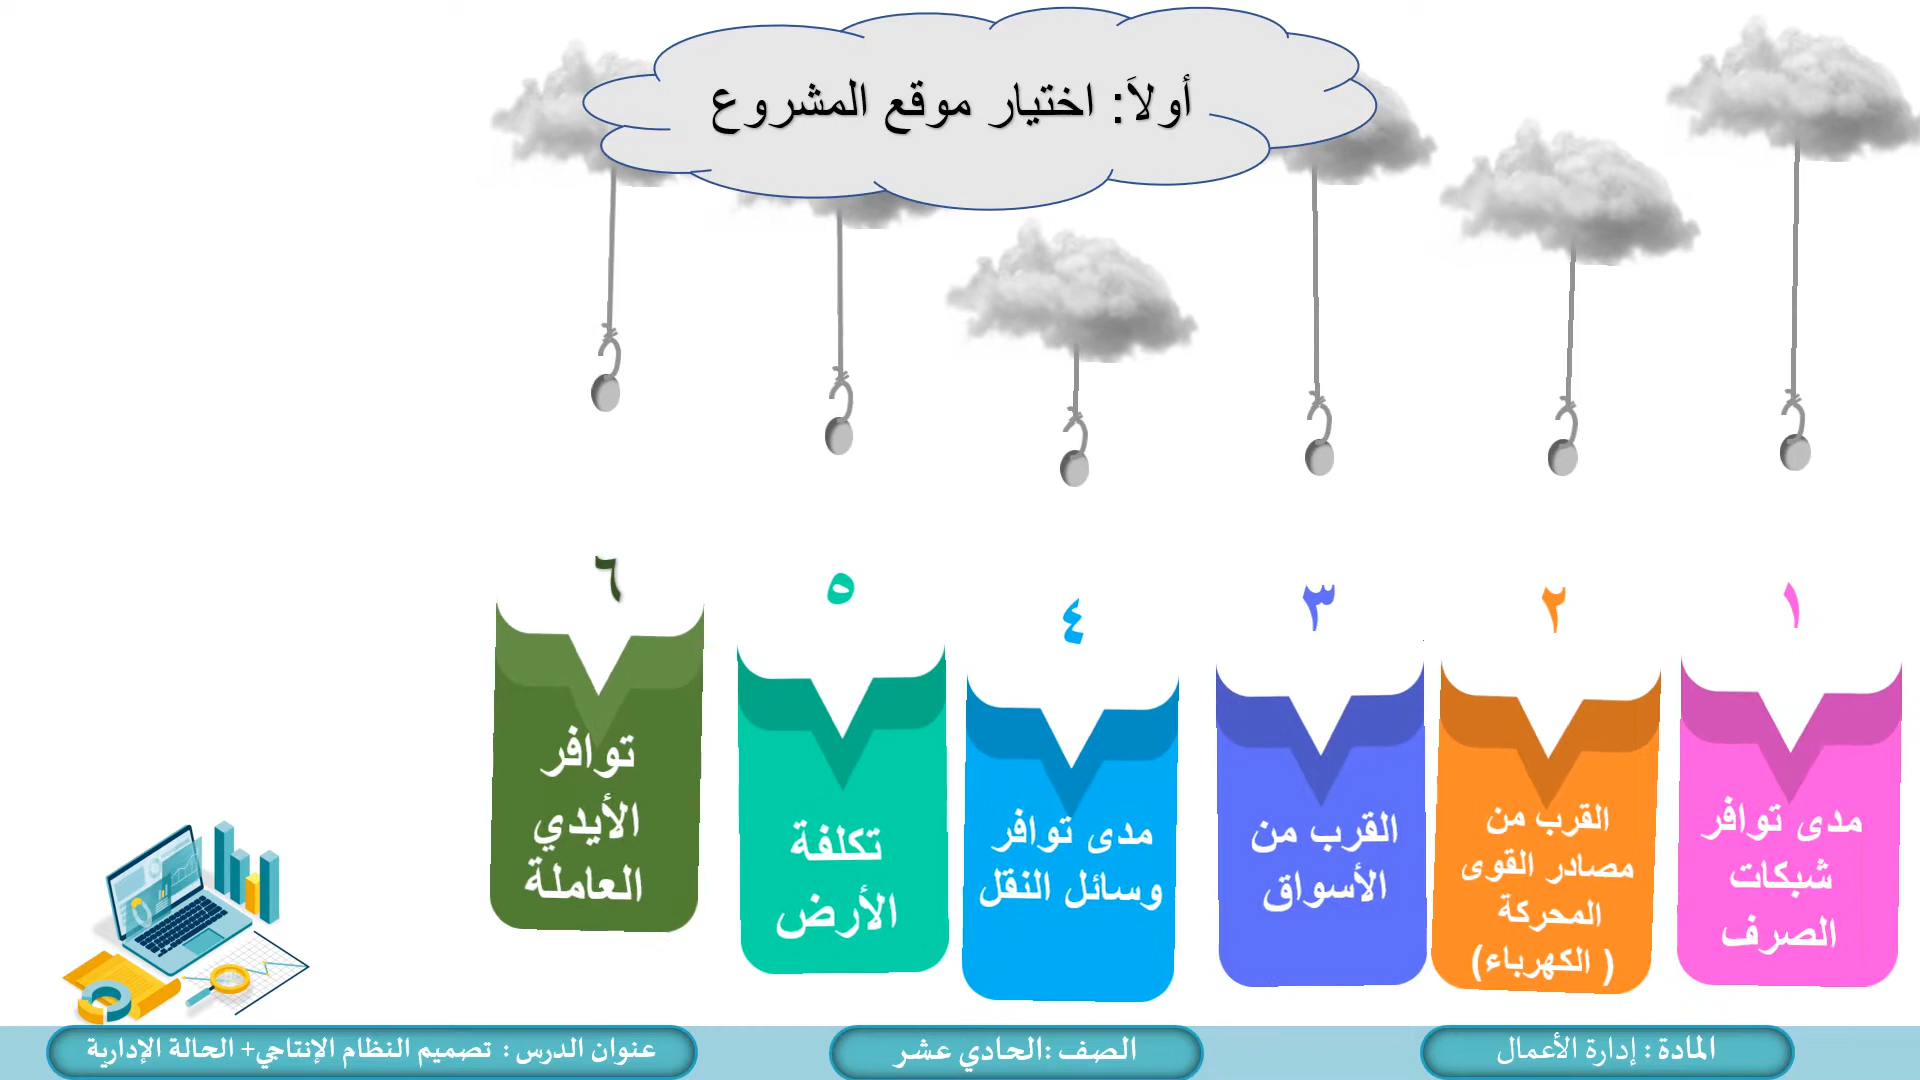 أولاَ: اختيار موقع المشروع
١
مدى توافر
شبكات
الصرف
٢
القرب من
مصادر القوى
المحركة
( الكهرباء)
٣
القرب من
الأسواق
٤
مدى توافر
وسائل النقل
٥
تكلفة
الأرض
٦
توافر
الأيدي
العاملة
المادة : إدارة الأعمال
الصف :الحادي عشر
عنوان الدرس : تصميم النظام الإنتاجي+ الحالة الإدارية